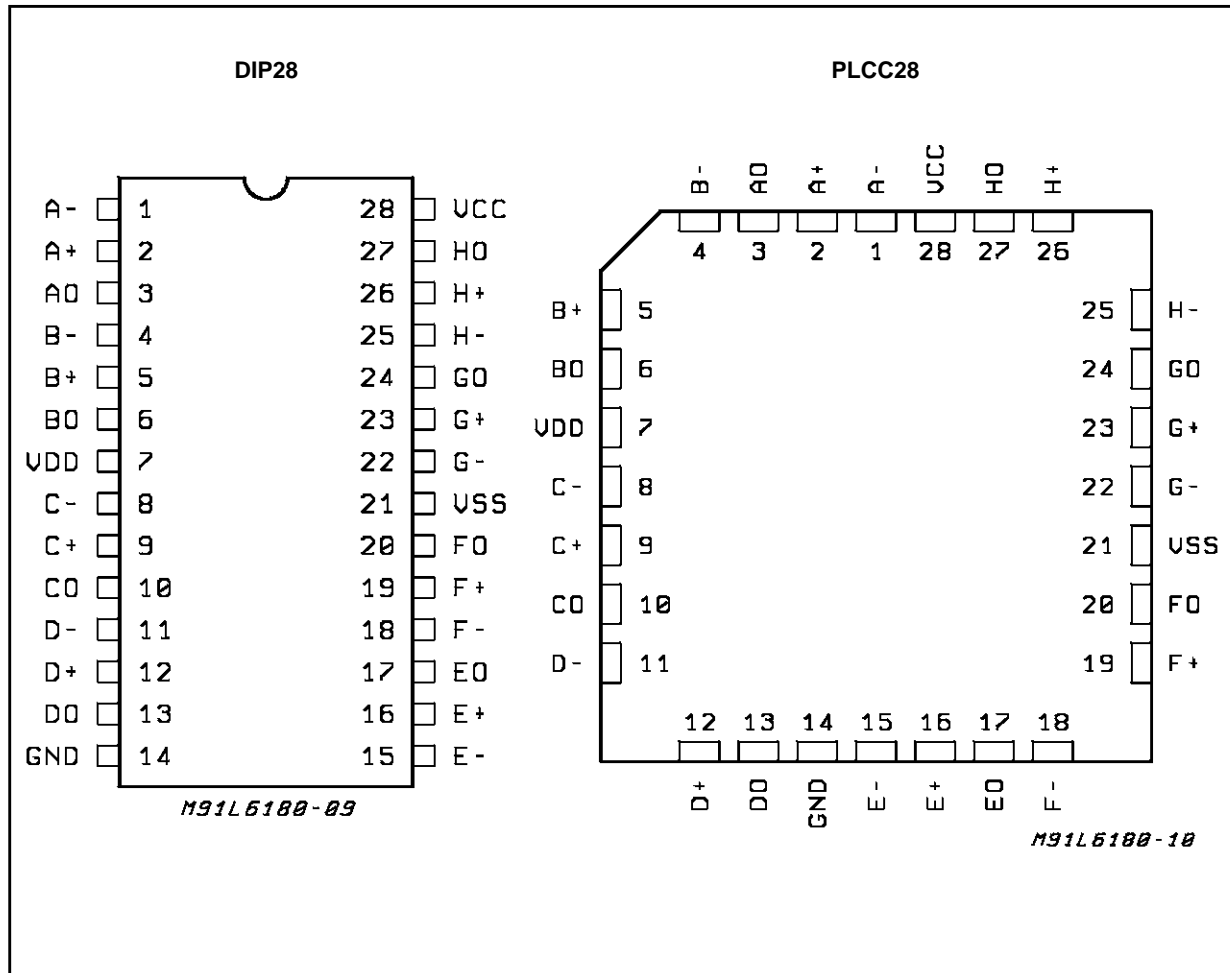 DIP28
A- 1 28 VCC
A+ 2 27 HO
AO 3 26 H+
B- 4 25 H-
B+ 5 24 GO
BO 6 23 G+
VDD 7 22 G-
C- 8 21 VSS
C+ 9 20 FO
CO 10 19 F+
D- 11 18 F-
D+ 12 17 EO
DO 13 16 E+
GND 14 15 E-
M91L6180-09
PLCC28
B- AO A+ A- VCC HO H+
4 3 2 1 28 27 26
B+ 5 25 H-
BO 6 24 GO
VDD 7 23 G+
C- 8 22 G-
C+ 9 21 VSS
CO 10 20 FO
D- 11 19 F+
12 13 14 15 16 17 18
D+ DO GND E- E+ EO F-
M91L6180-10